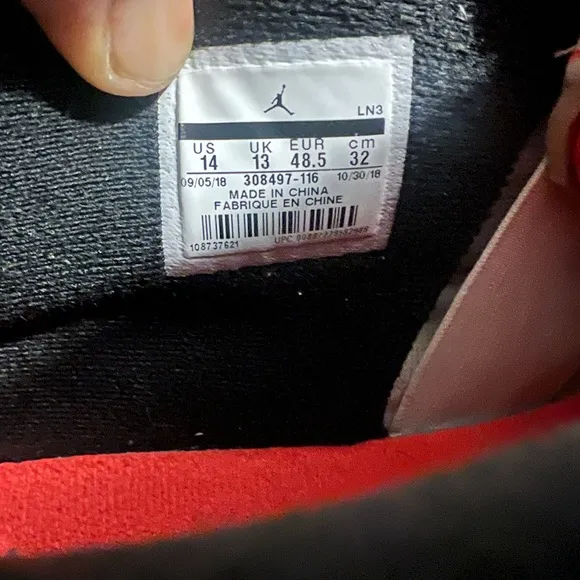 LN3
US UK EUR cm
14 13 48.5 32
09/05/18 308497-116 10/30/18
MADE IN CHINA
FABRIQUE EN CHINE
108737621 UPC